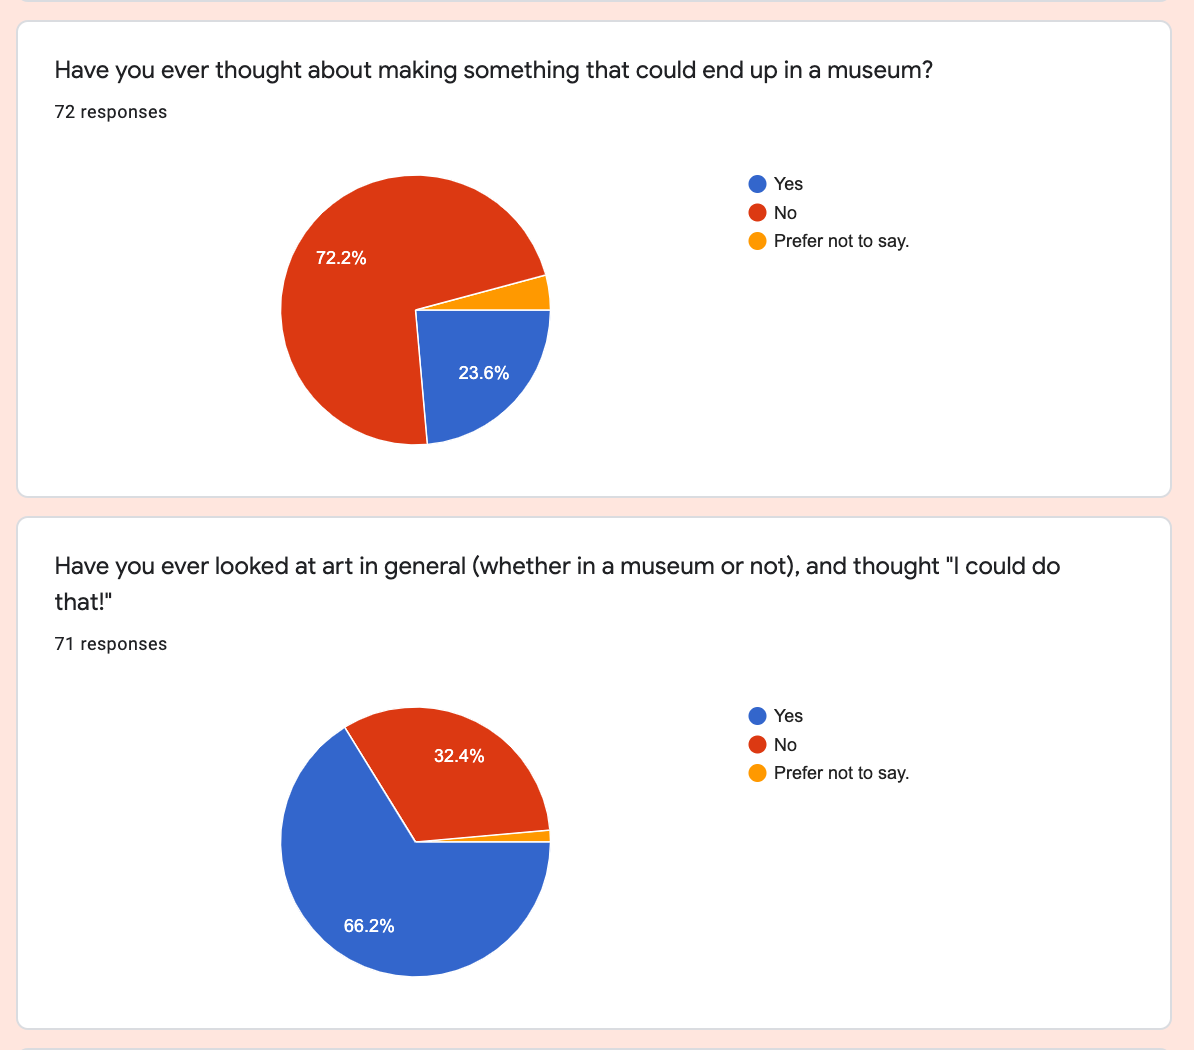 Have you ever thought about making something that could end up in a museum?
72 responses
Yes
No
Prefer not to say.
72.2%
23.6%
Have you ever looked at art in general (whether in a museum or not), and thought "I could do
that!"
71 responses
Yes
No
Prefer not to say.
32.4%
66.2%